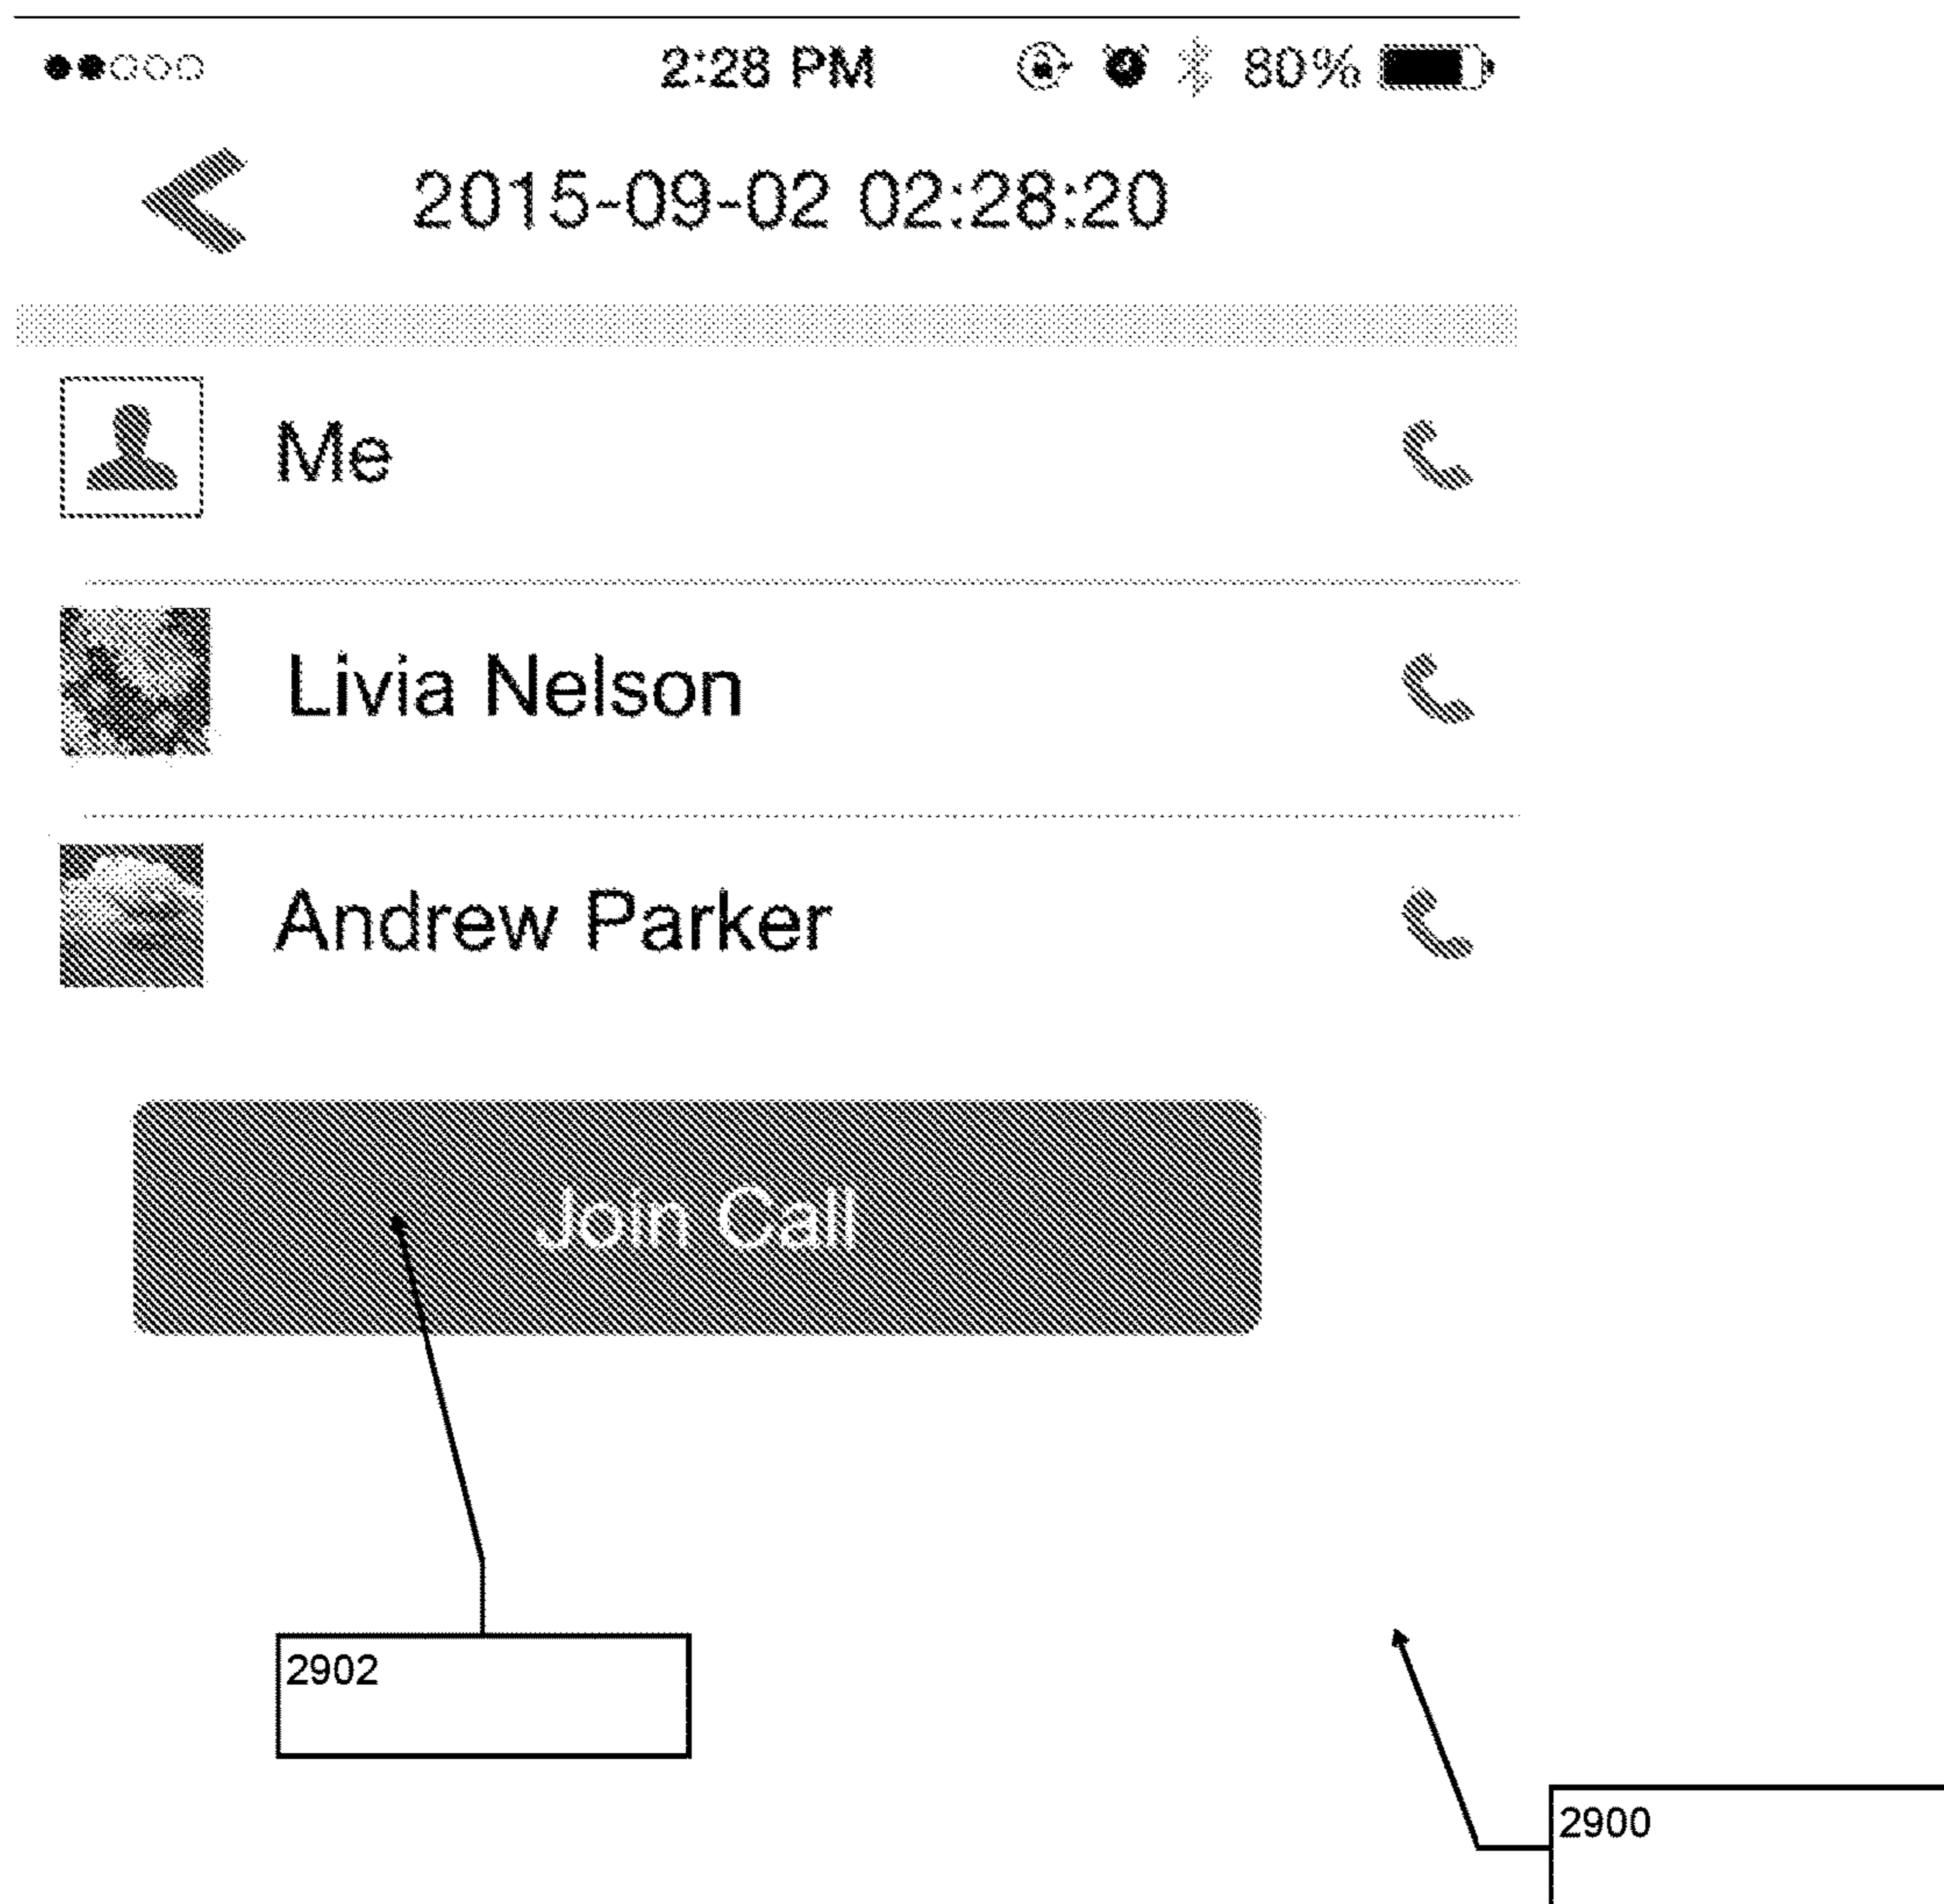 2:28 PM 80%
2015-09-02 02:28:20
Me
Livia Nelson
Andrew Parker
Join Call
2902
2900